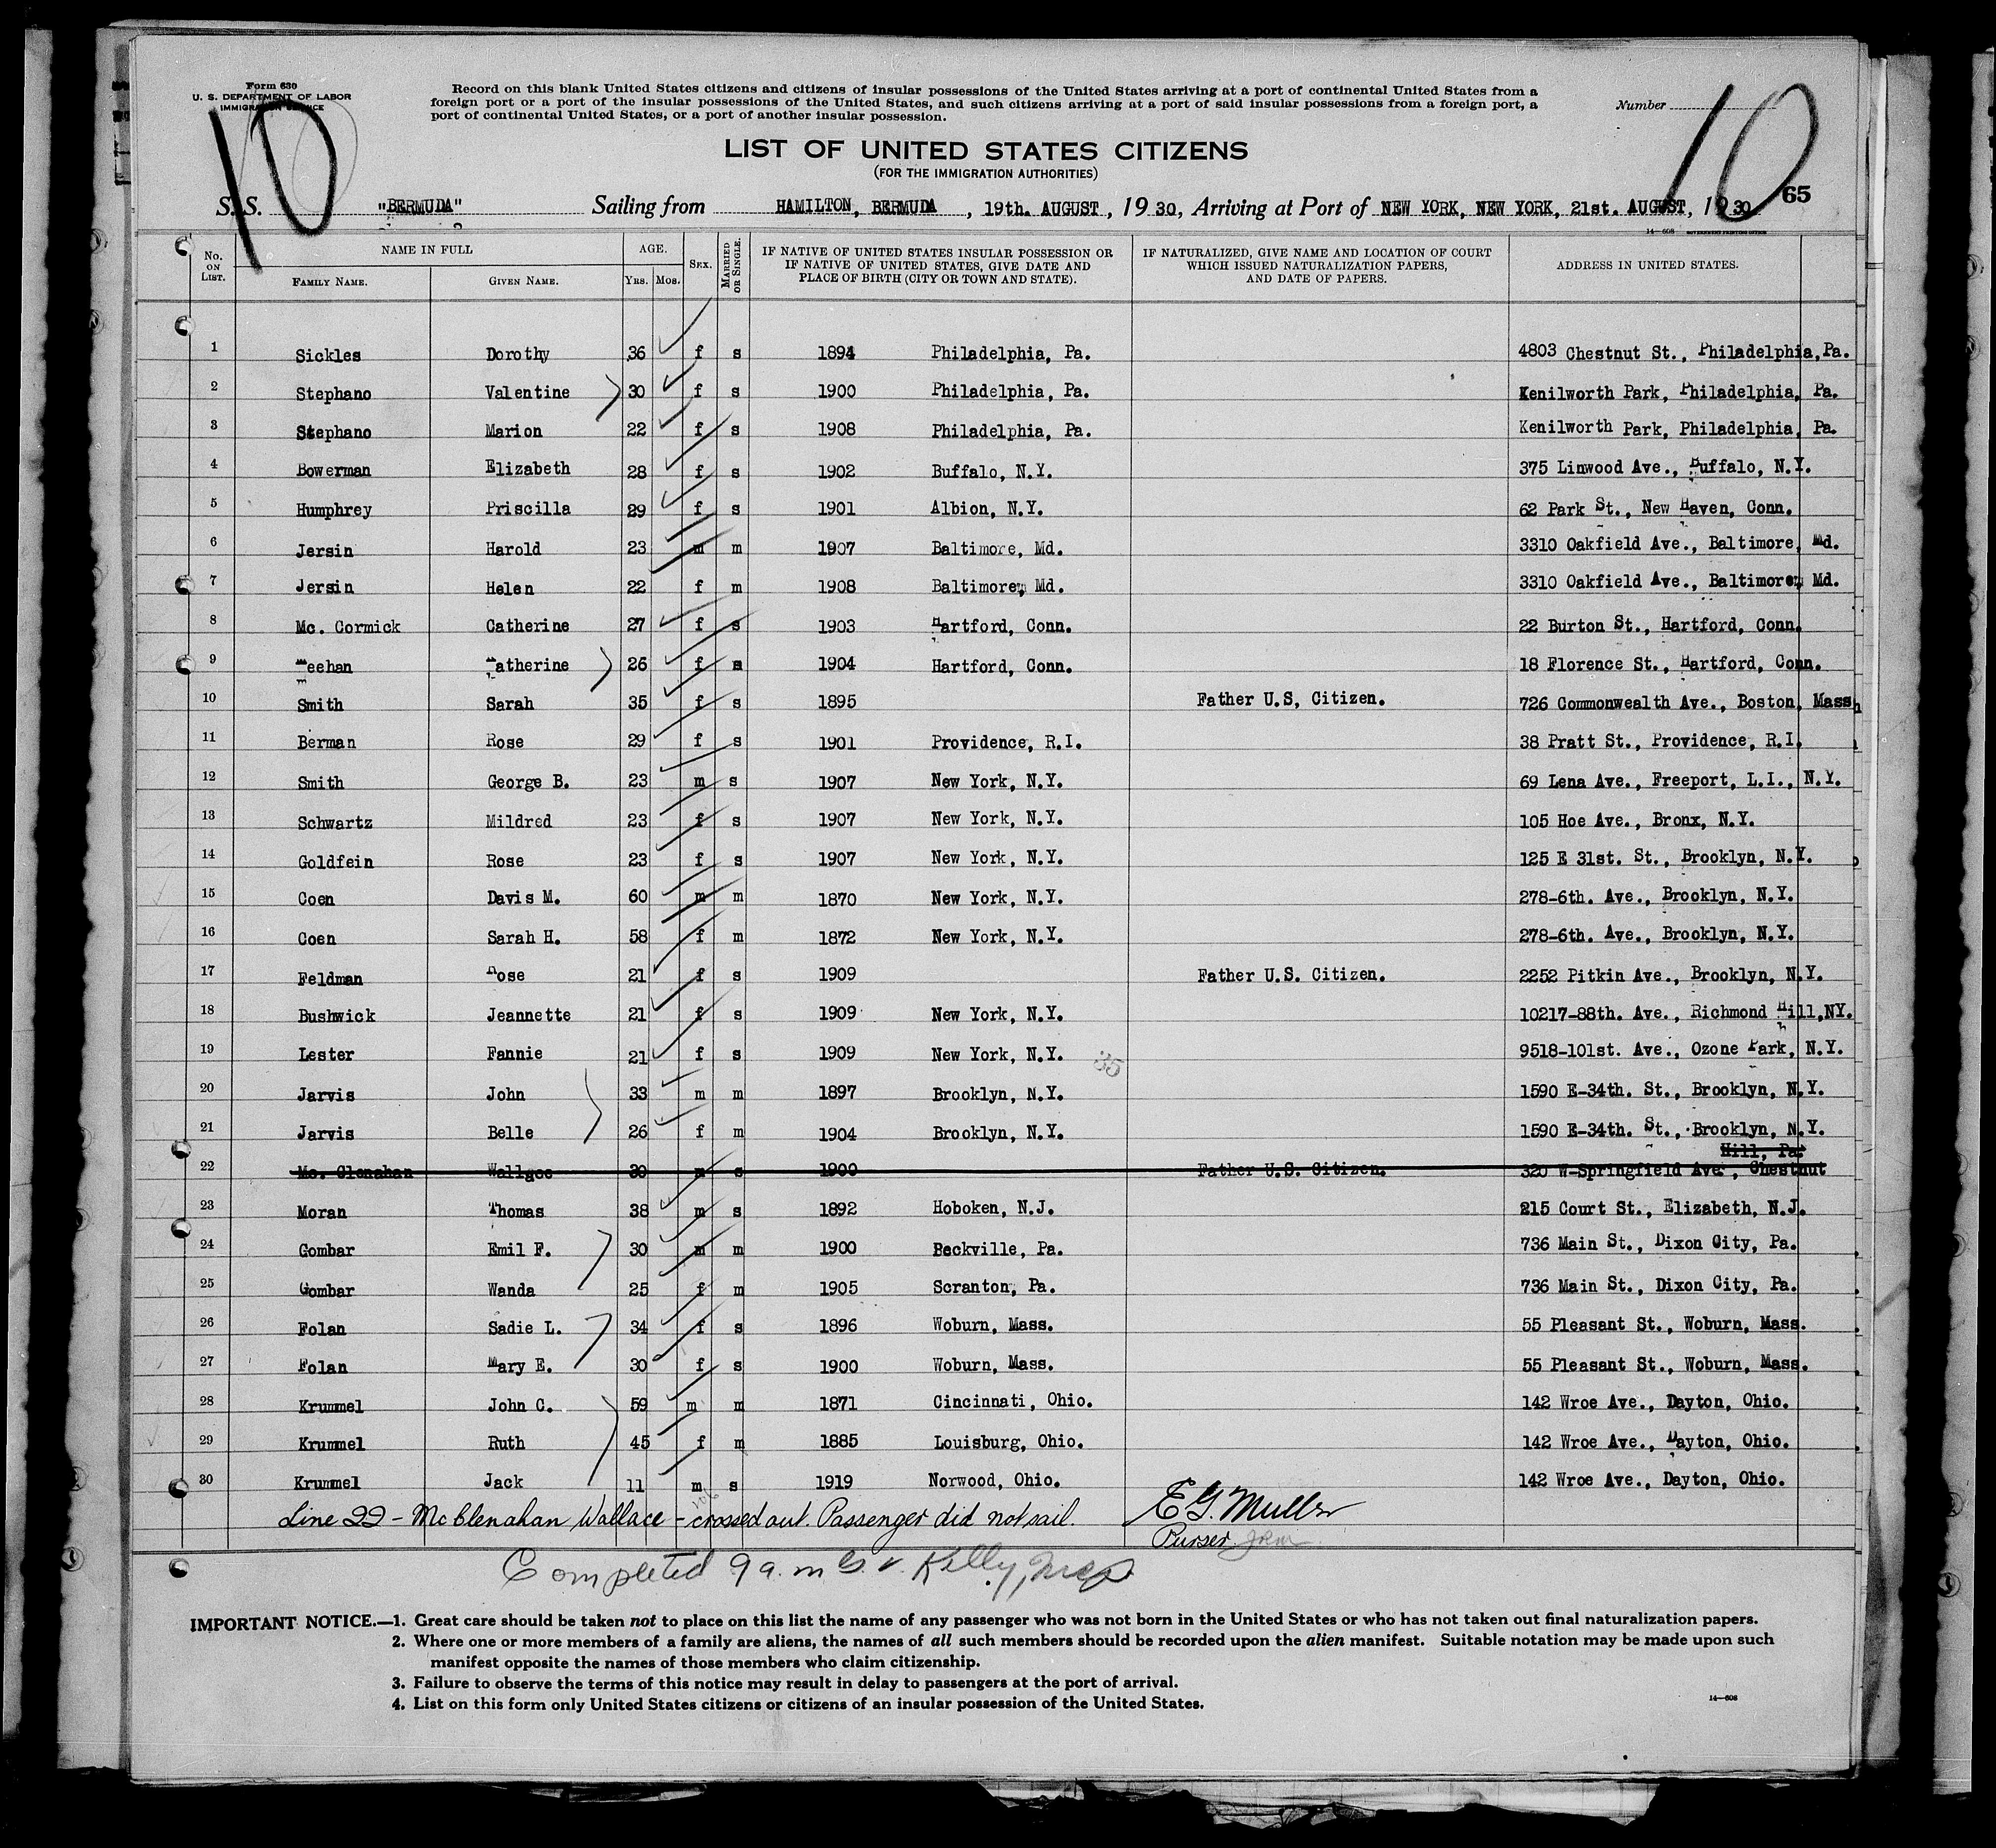 Form 630
U. S. DEPARTMENT OF LABOR
IMMIGRATION SERVICE
10
Record on this blank United States citizens and citizens of insular possessions of the United States arriving at a port of continental United States from a
foreign port or a port of the insular possessions of the United States, and such citizens arriving at a port of said insular possessions from a foreign port, a
port of continental United States, or a port of another insular possession.
Number
10
LIST OF UNITED STATES CITIZENS
(FOR THE IMMIGRATION AUTHORITIES)
65
S. S. "BERMUDA" Sailing from HAMILTON, BERMUDA, 19th. AUGUST, 1930, Arriving at Port of NEW YORK, NEW YORK, 21st. AUGUST, 1930
14—608 GOVERNMENT PRINTING OFFICE
No. ON LIST. NAME IN FULL AGE. SEX. MARRIED OR SINGLE. IF NATIVE OF UNITED STATES INSULAR POSSESSION OR IF NATIVE OF UNITED STATES, GIVE DATE AND PLACE OF BIRTH (CITY OR TOWN AND STATE). IF NATURALIZED, GIVE NAME AND LOCATION OF COURT WHICH ISSUED NATURALIZATION PAPERS, AND DATE OF PAPERS. ADDRESS IN UNITED STATES.
FAMILY NAME. GIVEN NAME. YRS. MOS.
1 Sickles Dorothy 36 f s 1894 Philadelphia, Pa. 4803 Chestnut St., Philadelphia, Pa.
2 Stephano Valentine 30 f s 1900 Philadelphia, Pa. Kenilworth Park, Philadelphia, Pa.
3 Stephano Marion 22 f s 1908 Philadelphia, Pa. Kenilworth Park, Philadelphia, Pa.
4 Bowerman Elizabeth 28 f s 1902 Buffalo, N.Y. 375 Linwood Ave., Buffalo, N.Y.
5 Humphrey Priscilla 29 f s 1901 Albion, N.Y. 62 Park St., New Haven, Conn.
6 Jersin Harold 23 m m 1907 Baltimore, Md. 3310 Oakfield Ave., Baltimore, Md.
7 Jersin Helen 22 f m 1908 Baltimore, Md. 3310 Oakfield Ave., Baltimore, Md.
8 Mc. Cormick Catherine 27 f s 1903 Hartford, Conn. 22 Burton St., Hartford, Conn.
9 Meehan Katherine 26 f s 1904 Hartford, Conn. 18 Florence St., Hartford, Conn.
10 Smith Sarah 35 f s 1895 Father U.S, Citizen. 726 Commonwealth Ave., Boston, Mass
11 Berman Rose 29 f s 1901 Providence, R.I. 38 Pratt St., Providence, R.I.
12 Smith George B. 23 m s 1907 New York, N.Y. 69 Lena Ave., Freeport, L.I., N.Y.
13 Schwartz Mildred 23 f s 1907 New York, N.Y. 105 Hoe Ave., Bronx, N.Y.
14 Goldfein Rose 23 f s 1907 New York, N.Y. 125 E 31st. St., Brooklyn, N.Y.
15 Coen Davis M. 60 m m 1870 New York, N.Y. 278-6th. Ave., Brooklyn, N.Y.
16 Coen Sarah H. 58 f m 1872 New York, N.Y. 278-6th. Ave., Brooklyn, N.Y.
17 Feldman Rose 21 f s 1909 Father U.S. Citizen. 2252 Pitkin Ave., Brooklyn, N.Y.
18 Bushwick Jeannette 21 f s 1909 New York, N.Y. 10217-88th. Ave., Richmond Hill, NY.
19 Lester Fannie 21 f s 1909 New York, N.Y. 35 9518-101st. Ave., Ozone Park, N.Y.
20 Jarvis John 33 m m 1897 Brooklyn, N.Y. 1590 E-34th. St., Brooklyn, N.Y.
21 Jarvis Belle 26 f m 1904 Brooklyn, N.Y. 1590 E-34th. St., Brooklyn, N.Y.
22 Mc. Clenahan Wallgce 30 m s 1900 Father U.S. Citizen. 320 W-Springfield Ave., Chestnut Hill, Pa.
23 Moran Thomas 38 m s 1892 Hoboken, N.J. 215 Court St., Elizabeth, N.J.
24 Gombar Emil F. 30 m m 1900 Beckville, Pa. 736 Main St., Dixon City, Pa.
25 Gombar Wanda 25 f m 1905 Scranton, Pa. 736 Main St., Dixon City, Pa.
26 Folan Sadie L. 34 f s 1896 Woburn, Mass. 55 Pleasant St., Woburn, Mass.
27 Folan Mary E. 30 f s 1900 Woburn, Mass. 55 Pleasant St., Woburn, Mass.
28 Krummel John C. 59 m m 1871 Cincinnati, Ohio. 142 Wroe Ave., Dayton, Ohio.
29 Krummel Ruth 45 f m 1885 Louisburg, Ohio. 142 Wroe Ave., Dayton, Ohio.
30 Krummel Jack 11 m s 1919 Norwood, Ohio. 142 Wroe Ave., Dayton, Ohio.
Line 22 - McClenahan Wallace - crossed out. Passenger did not sail. E G. Muller
Purser
Completed 9 a.m Kelly, Insp
IMPORTANT NOTICE.—1. Great care should be taken not to place on this list the name of any passenger who was not born in the United States or who has not taken out final naturalization papers.
2. Where one or more members of a family are aliens, the names of all such members should be recorded upon the alien manifest. Suitable notation may be made upon such
manifest opposite the names of those members who claim citizenship.
3. Failure to observe the terms of this notice may result in delay to passengers at the port of arrival.
4. List on this form only United States citizens or citizens of an insular possession of the United States.
14—608